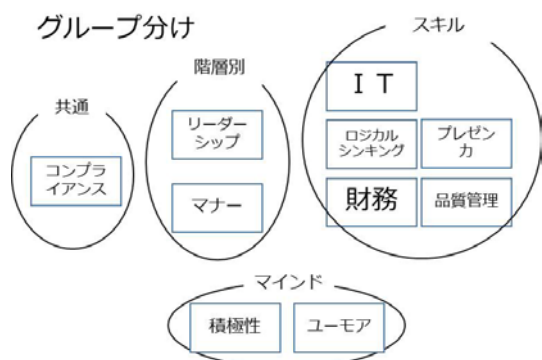 グループ分け
共通
コンプラ
イアンス
階層別
リーダー
シップ
マナー
スキル
ＩＴ
ロジカル
シンキング
プレゼン
力
財務
品質管理
マインド
積極性
ユーモア